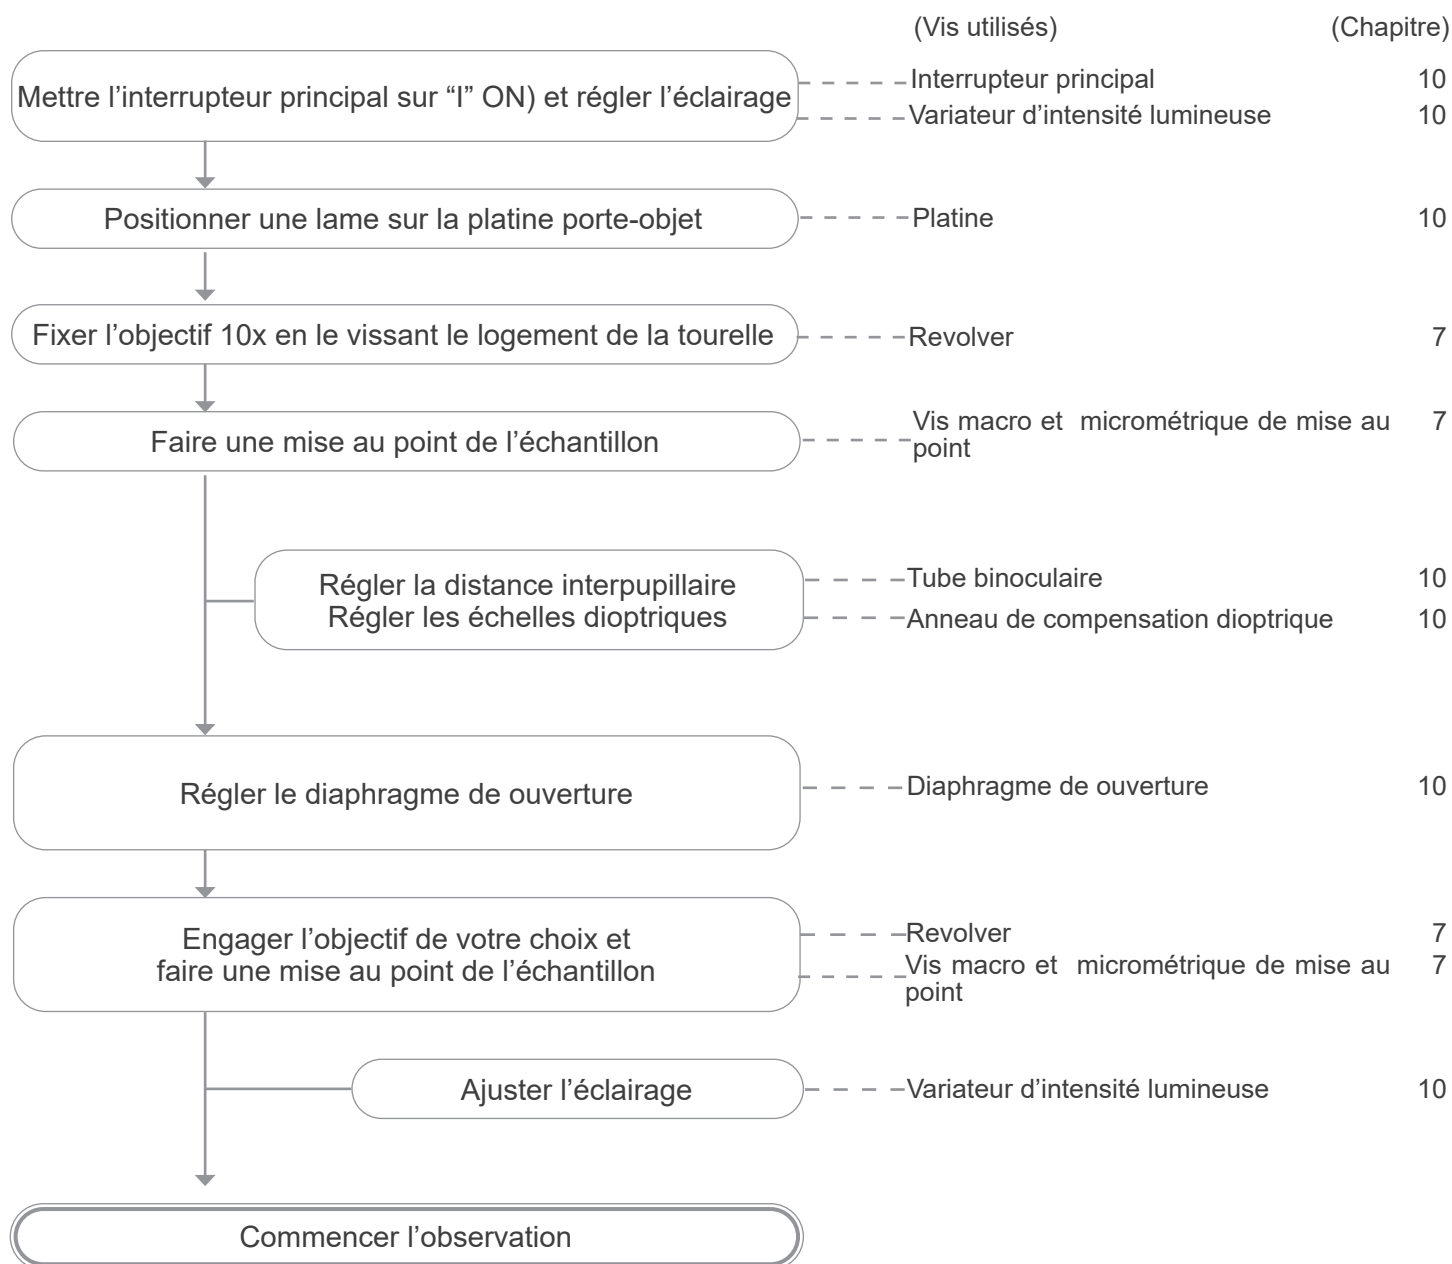 (Vis utilisés) (Chapitre)
Mettre l’interrupteur principal sur “I” ON) et régler l’éclairage
Interrupteur principal 10
Variateur d’intensité lumineuse 10
Positionner une lame sur la platine porte-objet
Platine 10
Fixer l’objectif 10x en le vissant le logement de la tourelle
Revolver 7
Faire une mise au point de l’échantillon
Vis macro et micrométrique de mise au 7
point
Régler la distance interpupillaire
Régler les échelles dioptriques
Tube binoculaire 10
Anneau de compensation dioptrique 10
Régler le diaphragme de ouverture
Diaphragme de ouverture 10
Engager l’objectif de votre choix et
faire une mise au point de l’échantillon
Revolver 7
Vis macro et micrométrique de mise au 7
point
Ajuster l’éclairage
Variateur d’intensité lumineuse 10
Commencer l’observation